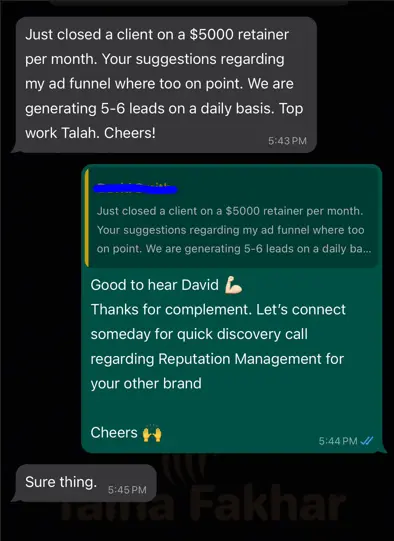 Just closed a client on a $5000 retainer
per month. Your suggestions regarding
my ad funnel where too on point. We are
generating 5-6 leads on a daily basis. Top
work Talah. Cheers!
5:43 PM
Just closed a client on a $5000 retainer per month.
Your suggestions regarding my ad funnel where too
on point. We are generating 5-6 leads on a daily ba...
Good to hear David 💪🏻
Thanks for complement. Let's connect
someday for quick discovery call
regarding Reputation Management for
your other brand
Cheers 🙌
5:44 PM
Sure thing.
5:45 PM
Talha Fakhar